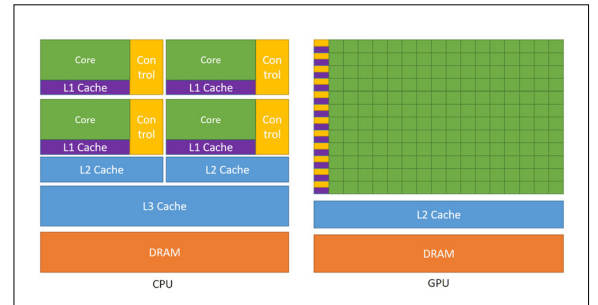 Core
Con
trol
Core
Con
trol
L1 Cache
L1 Cache
Core
Con
trol
Core
Con
trol
L1 Cache
L1 Cache
L2 Cache
L2 Cache
L3 Cache
DRAM
CPU
L2 Cache
DRAM
GPU